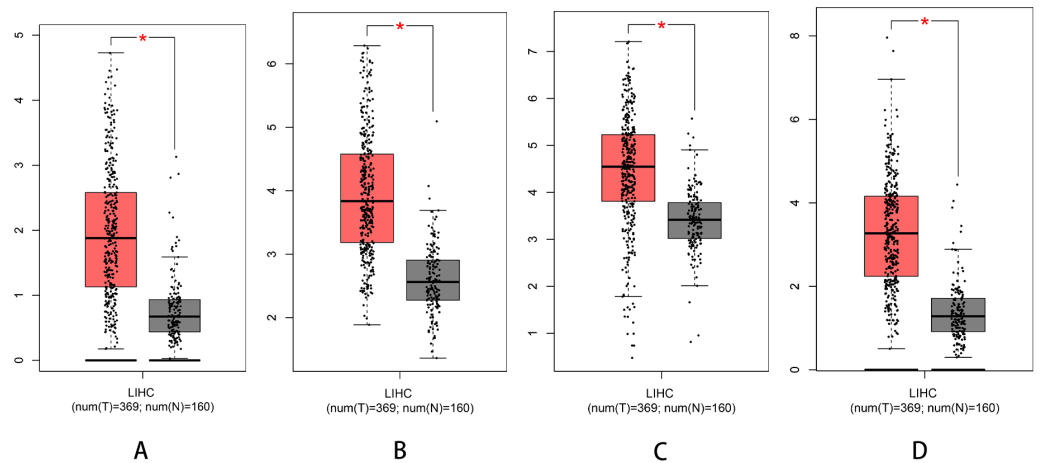 *
5
4
3
2
1
0
LIHC
(num(T)=369; num(N)=160)
A
*
6
5
4
3
2
LIHC
(num(T)=369; num(N)=160)
B
*
7
6
5
4
3
2
1
LIHC
(num(T)=369; num(N)=160)
C
*
8
6
4
2
0
LIHC
(num(T)=369; num(N)=160)
D